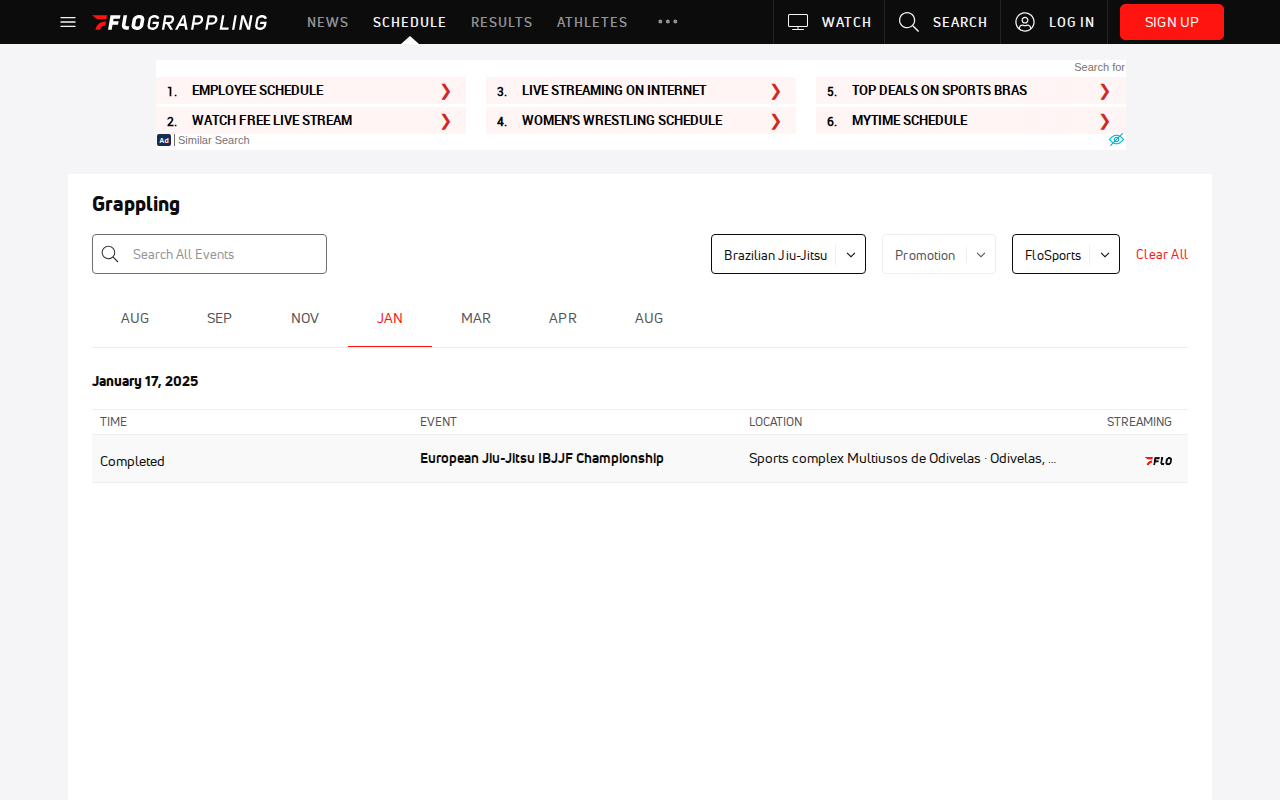 FLOGRAPPLING
NEWS
SCHEDULE
RESULTS
ATHLETES
WATCH
SEARCH
LOG IN
SIGN UP
Search for
1. EMPLOYEE SCHEDULE
3. LIVE STREAMING ON INTERNET
5. TOP DEALS ON SPORTS BRAS
2. WATCH FREE LIVE STREAM
4. WOMEN'S WRESTLING SCHEDULE
6. MYTIME SCHEDULE
Ad Similar Search
Grappling
Search All Events
Brazilian Jiu-Jitsu
Promotion
FloSports
Clear All
AUG
SEP
NOV
JAN
MAR
APR
AUG
January 17, 2025
TIME
EVENT
LOCATION
STREAMING
Completed
European Jiu-Jitsu IBJJF Championship
Sports complex Multiusos de Odivelas · Odivelas, ...
FLO